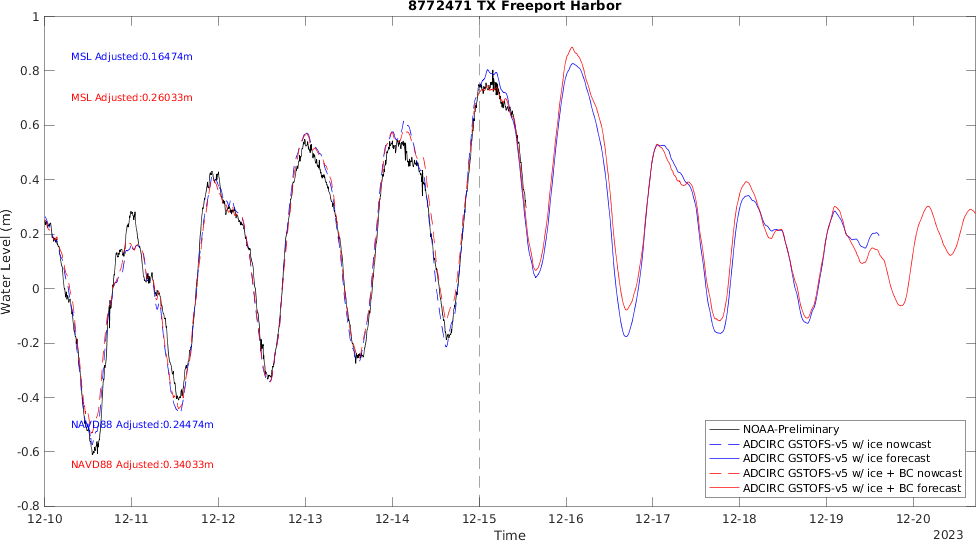 8772471 TX Freeport Harbor
1
0.8
0.6
0.4
0.2
0
-0.2
-0.4
-0.6
-0.8
Water Level (m)
MSL Adjusted:0.16474m
MSL Adjusted:0.26033m
NAVD88 Adjusted:0.24474m
NAVD88 Adjusted:0.34033m
NOAA-Preliminary
ADCIRC GSTOFS-v5 w/ ice nowcast
ADCIRC GSTOFS-v5 w/ ice forecast
ADCIRC GSTOFS-v5 w/ ice + BC nowcast
ADCIRC GSTOFS-v5 w/ ice + BC forecast
12-10 12-11 12-12 12-13 12-14 12-15 12-16 12-17 12-18 12-19 12-20
Time
2023